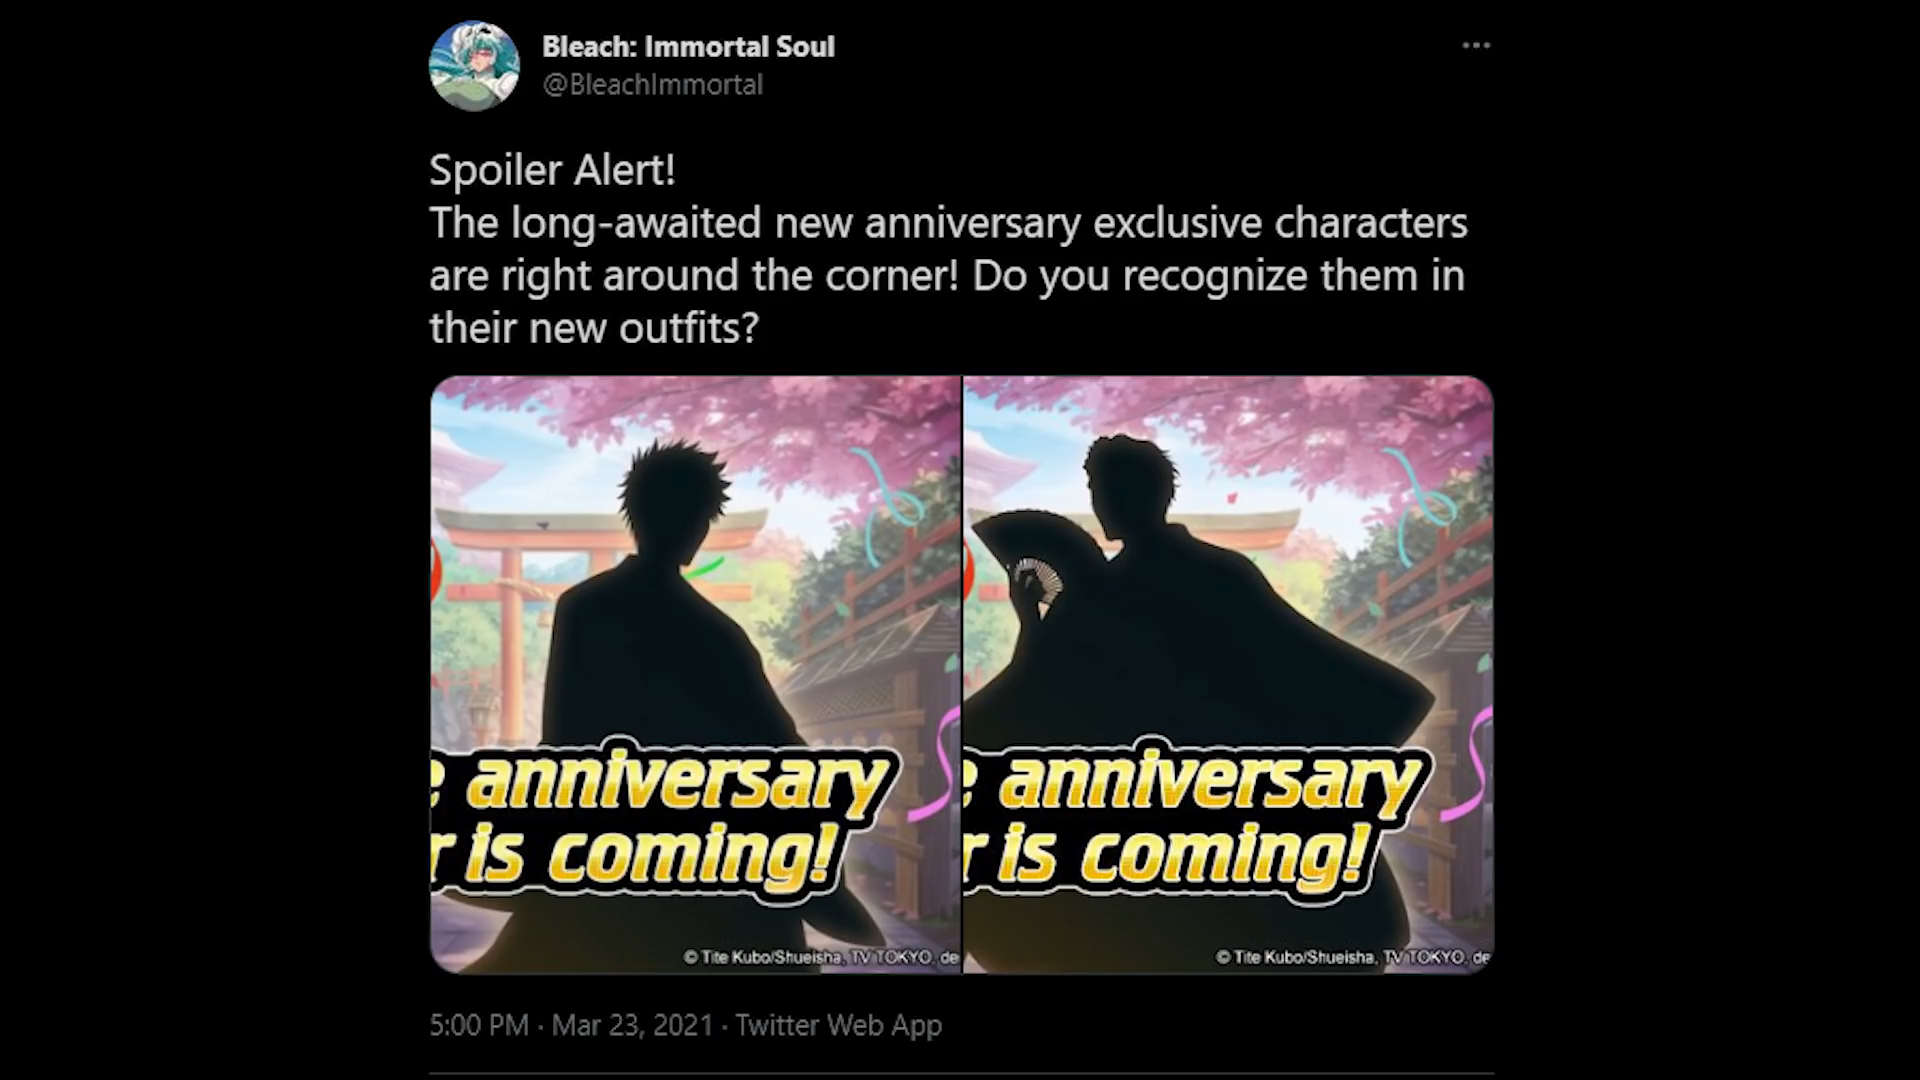 Bleach: Immortal Soul
@BleachImmortal
Spoiler Alert!
The long-awaited new anniversary exclusive characters
are right around the corner! Do you recognize them in
their new outfits?
e anniversary
r is coming!
© Tite Kubo/Shueisha, TV TOKYO, de
e anniversary
r is coming!
© Tite Kubo/Shueisha, TV TOKYO, de
5:00 PM · Mar 23, 2021 · Twitter Web App